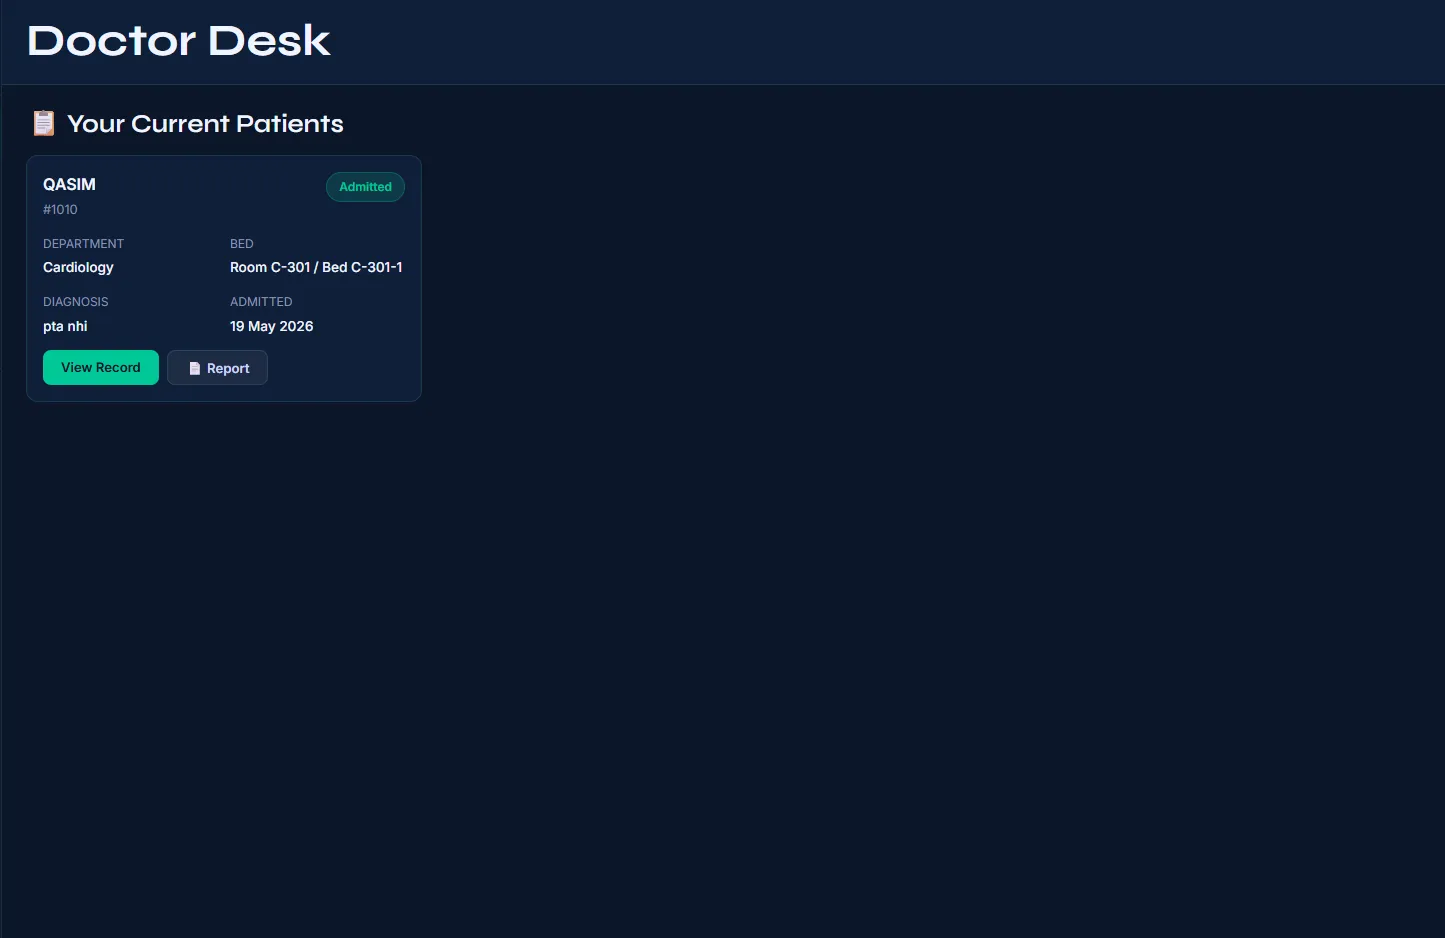 Doctor Desk
Your Current Patients
QASIM
Admitted
#1010
DEPARTMENT
BED
Cardiology
Room C-301 / Bed C-301-1
DIAGNOSIS
ADMITTED
pta nhi
19 May 2026
View Record
Report